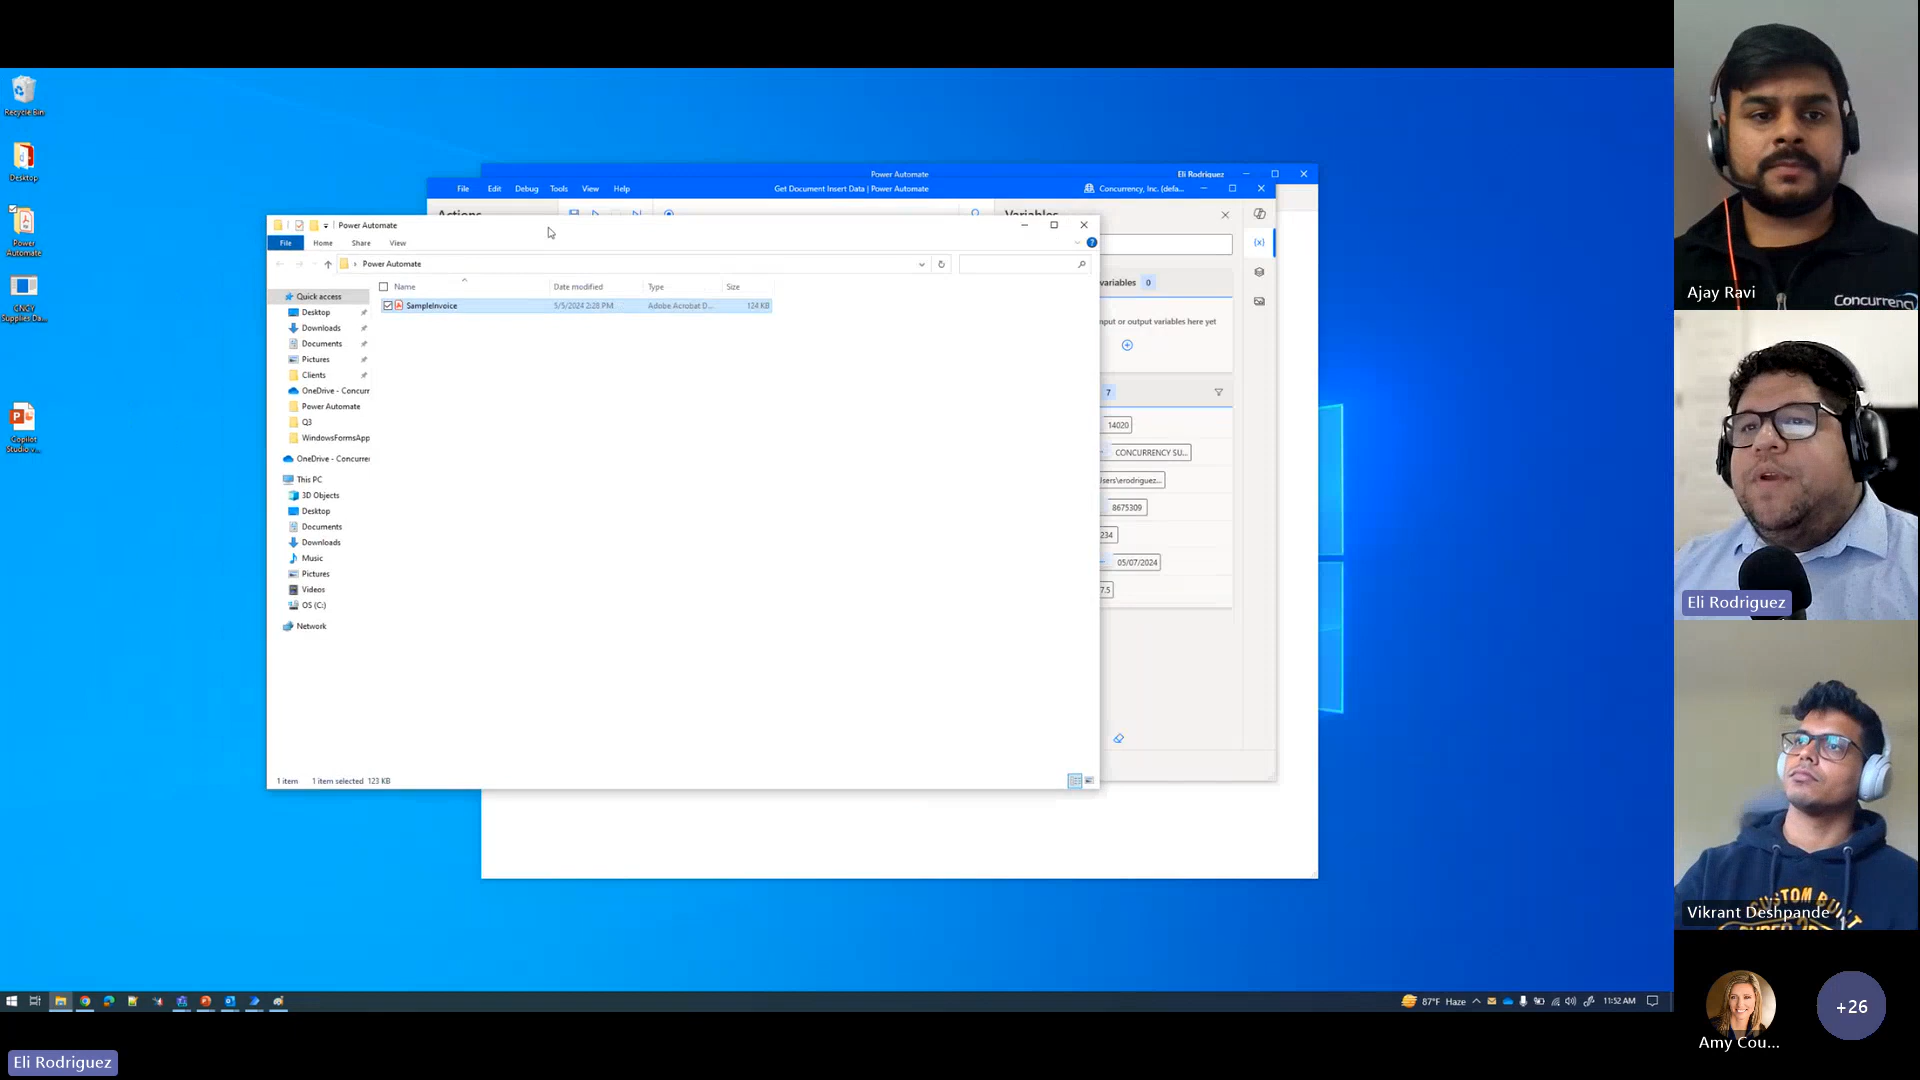 Recycle Bin
Desktop
Power Automate
CNCY Supplies Da...
Copilot Studio v...
Power Automate
Eli Rodriguez
File Edit Debug Tools View Help
Get Document Insert Data | Power Automate
Concurrency, Inc. (defa...
Actions
Variables
Power Automate
File Home Share View
Power Automate
Name Date modified Type Size
SampleInvoice 5/5/2024 2:28 PM Adobe Acrobat D... 124 KB
Quick access
Desktop
Downloads
Documents
Pictures
Clients
OneDrive - Concurr
Power Automate
Q3
WindowsFormsApp
OneDrive - Concurre
This PC
3D Objects
Desktop
Documents
Downloads
Music
Pictures
Videos
OS (C:)
Network
1 item 1 item selected 123 KB
variables 0
nput or output variables here yet
7
14020
CONCURRENCY SU...
sers\erodriguez...
8675309
234
05/07/2024
7.5
87°F Haze
11:52 AM
Eli Rodriguez
Ajay Ravi
Concurrency
Eli Rodriguez
CUSTOM BUILT
Vikrant Deshpande
Amy Cou...
+26